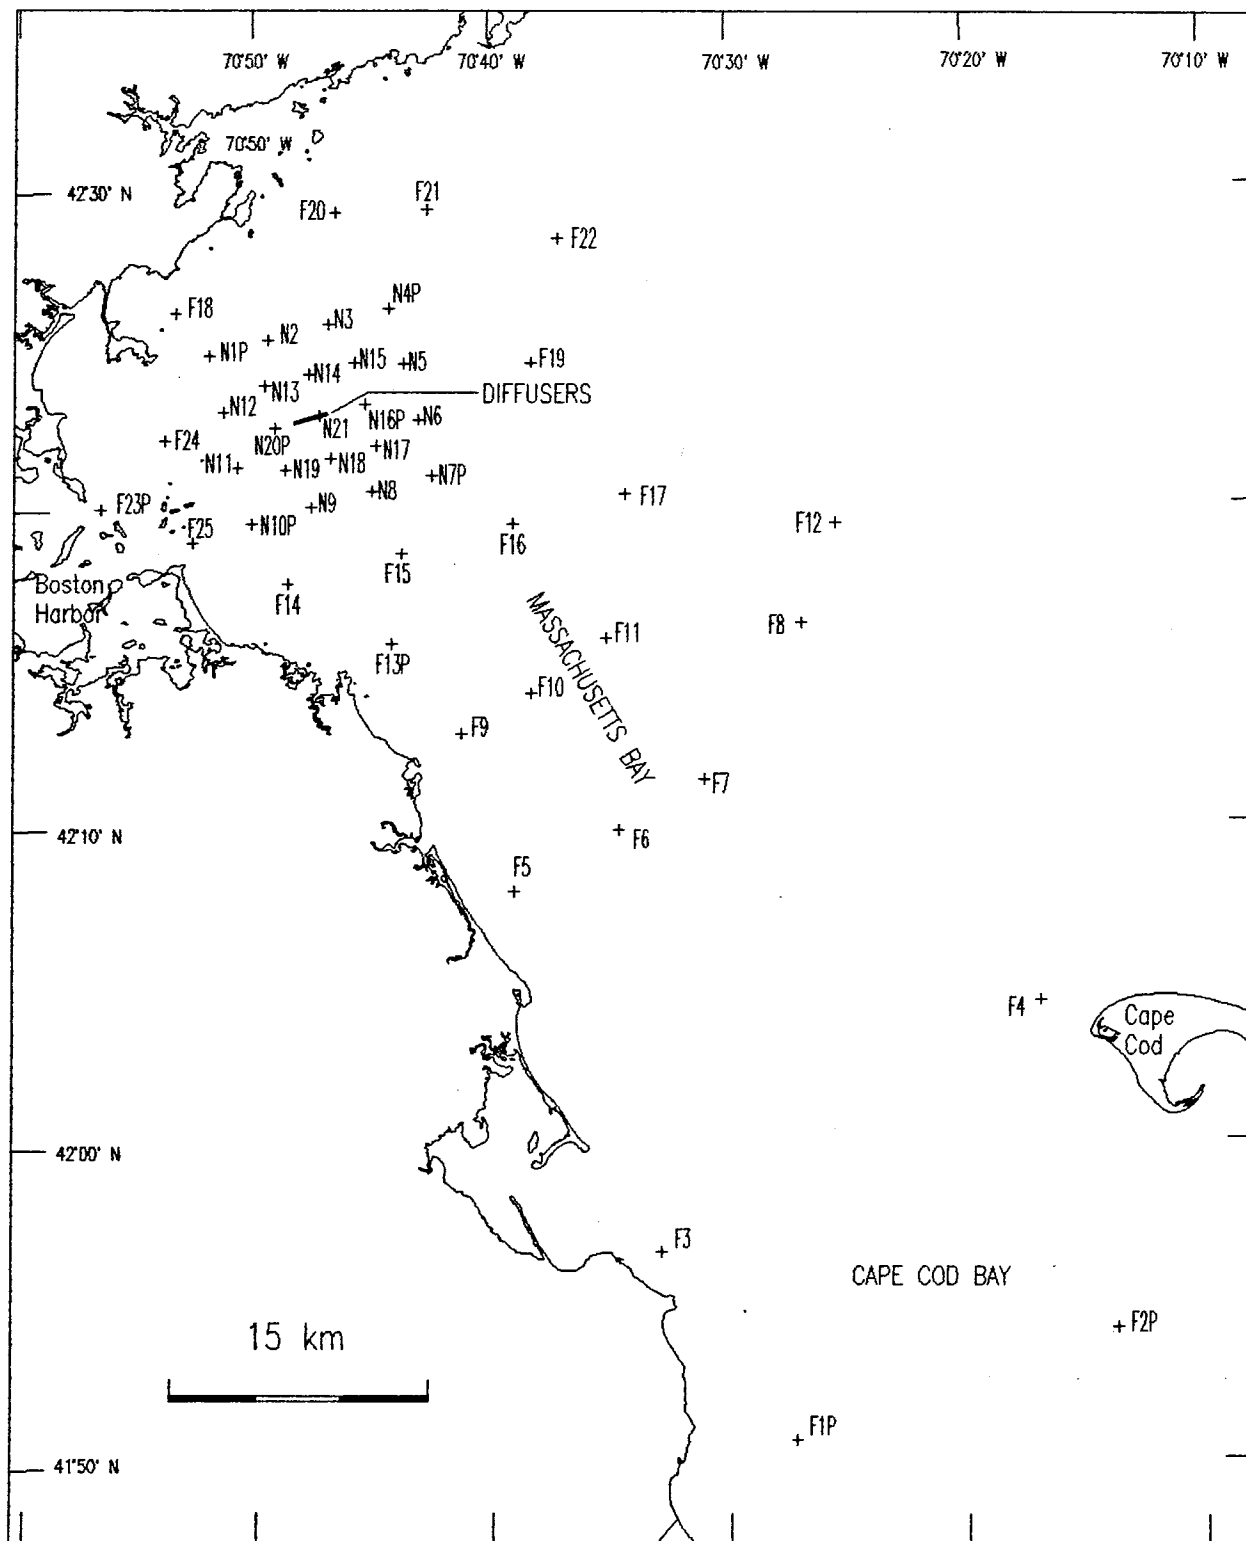 70°50' W
70°40' W
70°30' W
70°20' W
70°10' W
70°50' W
42°30' N
F20
F21
F22
F18
N4P
N3
N2
N1P
N15
N5
F19
N14
N13
DIFFUSERS
N12
N16P
N6
N21
F24
N20P
N17
N11
N19
N18
N7P
N8
F17
F23P
N9
F12
F25
N10P
F16
F15
Boston
Harbor
F14
MASSACHUSETTS BAY
F11
F8
F13P
F10
F9
F7
42°10' N
F6
F5
F4
Cape
Cod
42°00' N
F3
CAPE COD BAY
F2P
15 km
F1P
41°50' N